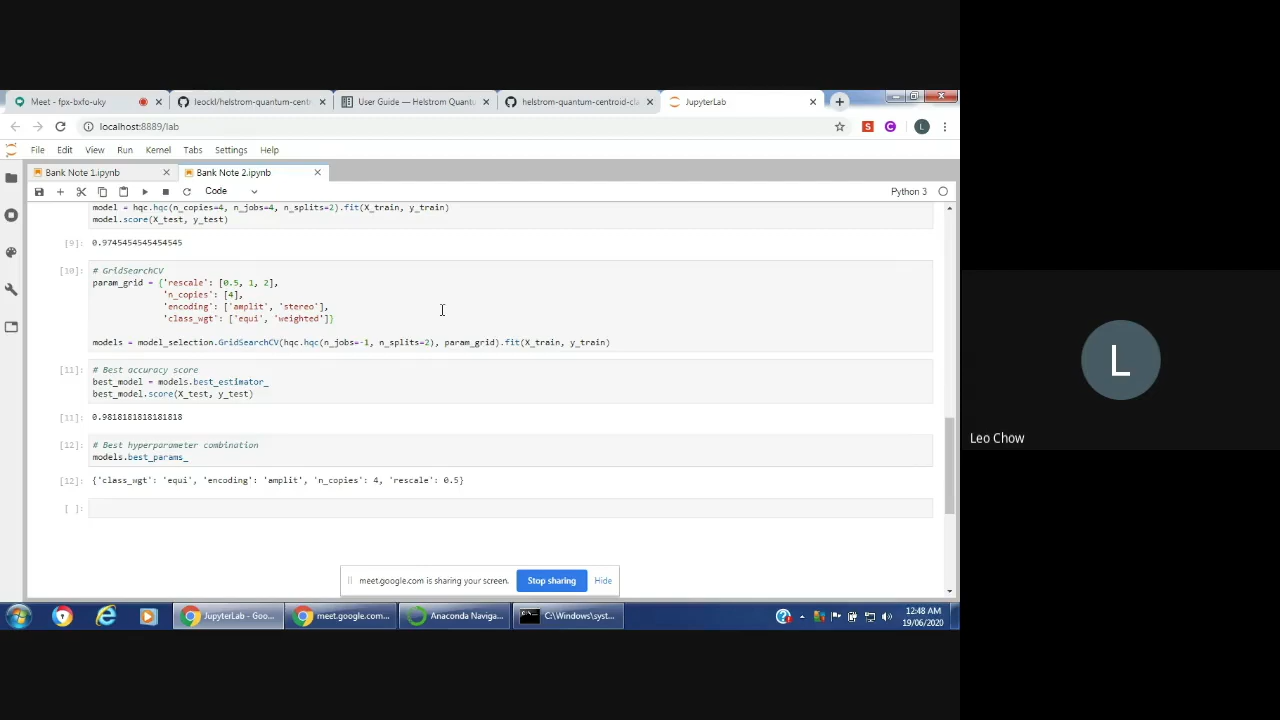 Meet - fpx-bxfo-uky
leockl/helstrom-quantum-cent
User Guide — Helstrom Quant
helstrom-quantum-centroid-cla
JupyterLab
localhost:8889/lab
S
C
L
File Edit View Run Kernel Tabs Settings Help
Bank Note 1.ipynb
Bank Note 2.ipynb
Code
Python 3
model = hqc.hqc(n_copies=4, n_jobs=4, n_splits=2).fit(X_train, y_train)
model.score(X_test, y_test)
[9]: 0.9745454545454545
[10]: # GridSearchCV
param_grid = {'rescale': [0.5, 1, 2],
'n_copies': [4],
'encoding': ['amplit', 'stereo'],
'class_wgt': ['equi', 'weighted']}
models = model_selection.GridSearchCV(hqc.hqc(n_jobs=-1, n_splits=2), param_grid).fit(X_train, y_train)
[11]: # Best accuracy score
best_model = models.best_estimator_
best_model.score(X_test, y_test)
[11]: 0.9818181818181818
[12]: # Best hyperparameter combination
models.best_params_
[12]: {'class_wgt': 'equi', 'encoding': 'amplit', 'n_copies': 4, 'rescale': 0.5}
[ ]:
meet.google.com is sharing your screen.
Stop sharing
Hide
JupyterLab - Goo...
meet.google.com...
Anaconda Naviga...
C:\Windows\syst...
12:48 AM
19/06/2020
L
Leo Chow